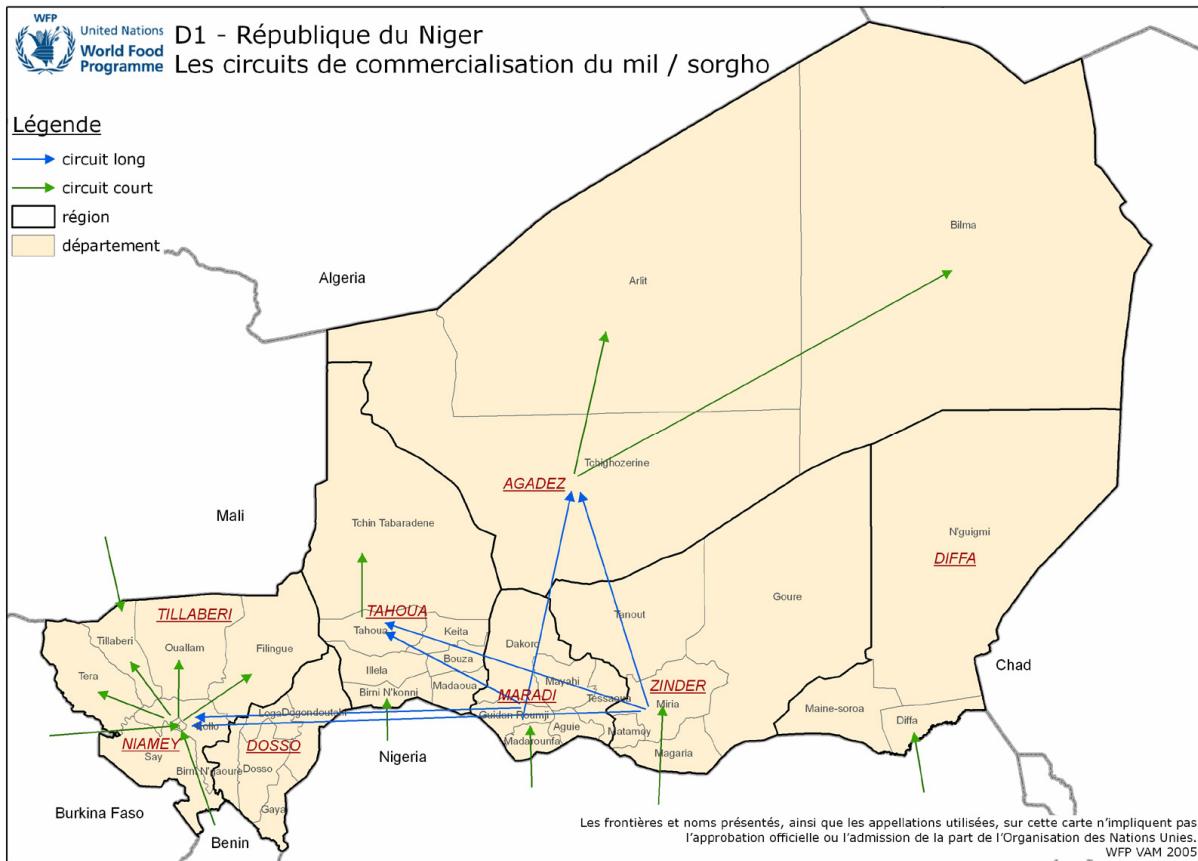 WFP
United Nations
World Food
Programme
D1 - République du Niger
Les circuits de commercialisation du mil / sorgho
Légende
circuit long
circuit court
région
département
Bilma
Algeria
Arlit
Tchighozerine
AGADEZ
Mali
Tchin Tabaradene
N'guigmi
DIFFA
Goure
TILLABERI
TAHOUA
Tanout
Tillaberi
Oualam
Filingue
Tahoua
Keita
Dakoro
Tera
Illela
Bouza
Chad
Mayahi
ZINDER
Birni N'konni
Madaoua
MARADI
Tessaoua
Miria
Maine-soroa
Loga
Dogondoutchi
Guidan Roumji
Diffa
Kollo
Aguie
Matamey
NIAMEY
DOSSO
Madarounfa
Magaria
Say
Nigeria
Birni N'gaoure
Dosso
Gaya
Burkina Faso
Benin
Les frontières et noms présentés, ainsi que les appellations utilisées, sur cette carte n'impliquent pas
l'approbation officielle ou l'admission de la part de l'Organisation des Nations Unies.
WFP VAM 2005